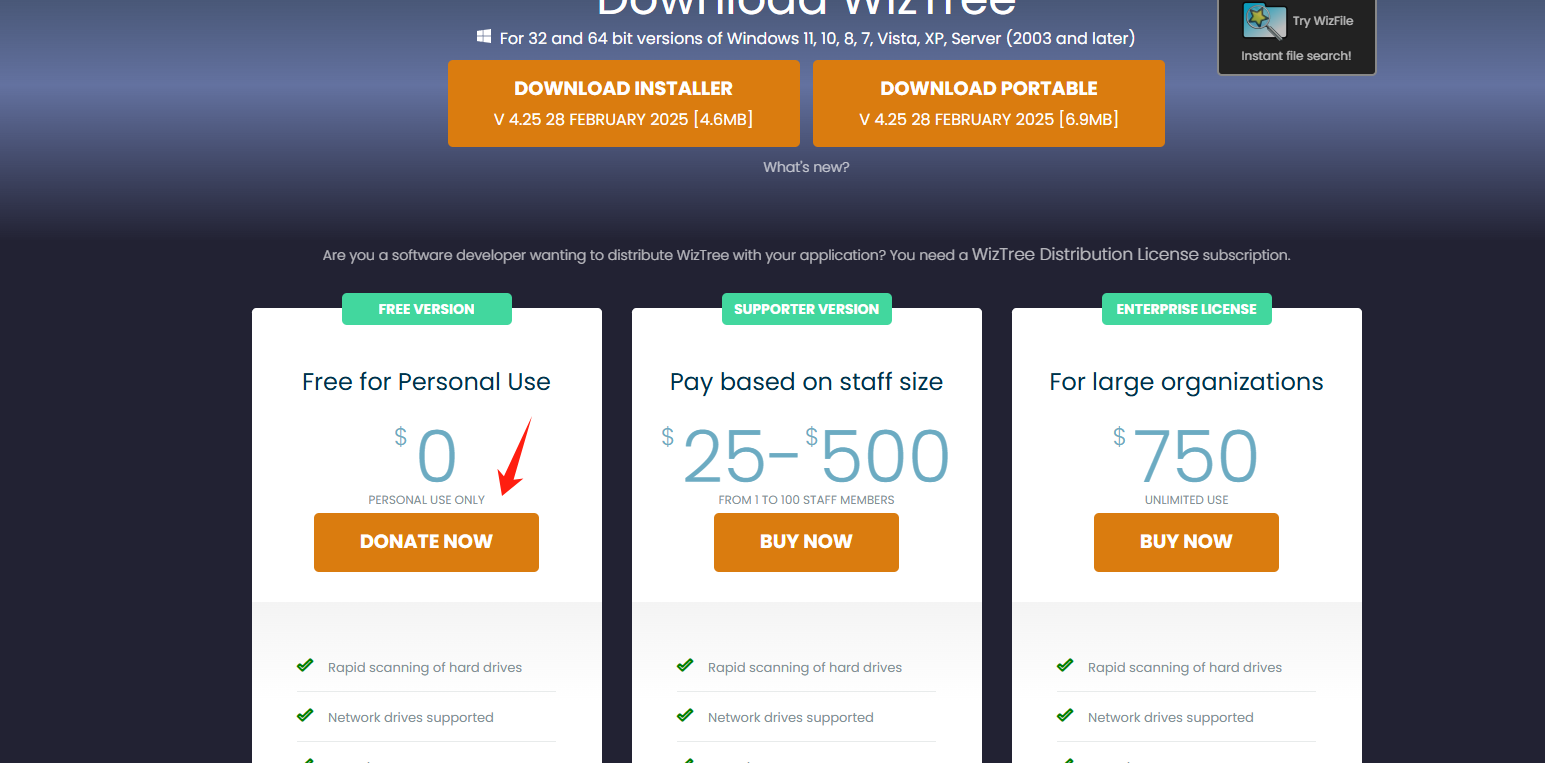 Download WizTree
Try WizFile
Instant file search!
For 32 and 64 bit versions of Windows 11, 10, 8, 7, Vista, XP, Server (2003 and later)
DOWNLOAD INSTALLER
V 4.25 28 FEBRUARY 2025 [4.6MB]
DOWNLOAD PORTABLE
V 4.25 28 FEBRUARY 2025 [6.9MB]
What's new?
Are you a software developer wanting to distribute WizTree with your application? You need a WizTree Distribution License subscription.
FREE VERSION
Free for Personal Use
$0
PERSONAL USE ONLY
DONATE NOW
Rapid scanning of hard drives
Network drives supported
SUPPORTER VERSION
Pay based on staff size
$25-$500
FROM 1 TO 100 STAFF MEMBERS
BUY NOW
Rapid scanning of hard drives
Network drives supported
ENTERPRISE LICENSE
For large organizations
$750
UNLIMITED USE
BUY NOW
Rapid scanning of hard drives
Network drives supported